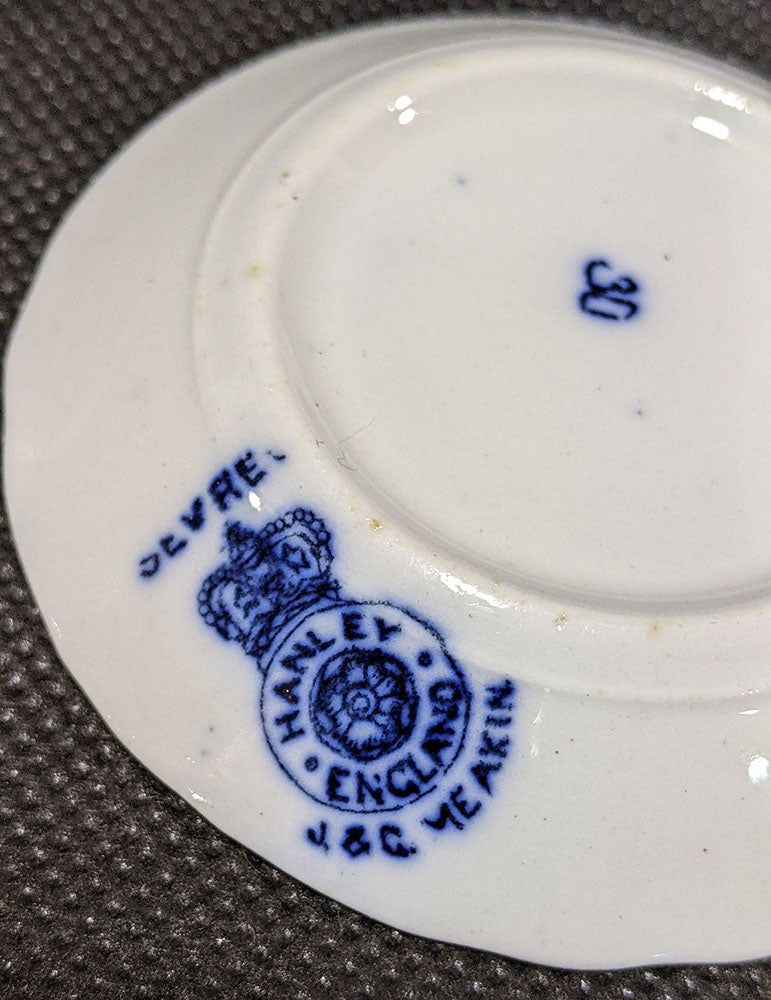 30
SEVRES
HANLEY • ENGLAND •
J. & G. MEAKIN.